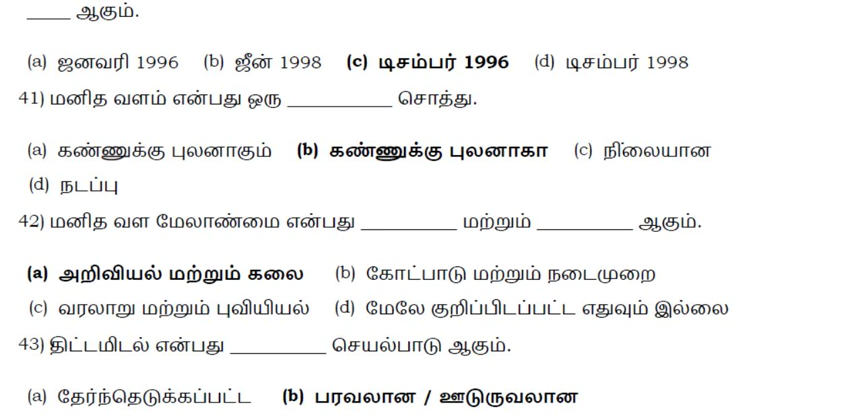 ____ ஆகும்.
(a) ஜனவரி 1996 (b) ஜீன் 1998 (c) டிசம்பர் 1996 (d) டிசம்பர் 1998
41) மனித வளம் என்பது ஒரு __________ சொத்து.
(a) கண்ணுக்கு புலனாகும் (b) கண்ணுக்கு புலனாகா (c) நிலையான
(d) நடப்பு
42) மனித வள மேலாண்மை என்பது _________ மற்றும் _________ ஆகும்.
(a) அறிவியல் மற்றும் கலை (b) கோட்பாடு மற்றும் நடைமுறை
(c) வரலாறு மற்றும் புவியியல் (d) மேலே குறிப்பிடப்பட்ட எதுவும் இல்லை
43) திட்டமிடல் என்பது _________ செயல்பாடு ஆகும்.
(a) தேர்ந்தெடுக்கப்பட்ட (b) பரவலான / ஊடுருவலான